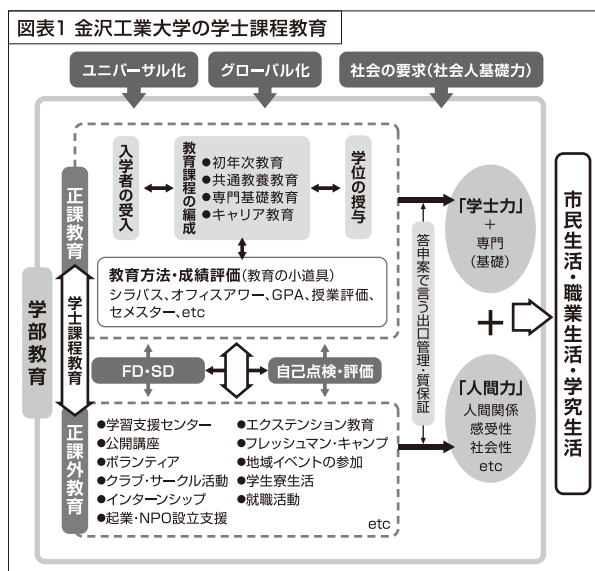 図表1 金沢工業大学の学士課程教育
ユニバーサル化
グローバル化
社会の要求(社会人基礎力)
学部教育
正課教育
学士課程教育
正課外教育
入学者の受入
教育課程の編成
●初年次教育
●共通教養教育
●専門基礎教育
●キャリア教育
学位の授与
教育方法・成績評価(教育の小道具)
シラバス、オフィスアワー、GPA、授業評価、
セメスター、etc
FD・SD
自己点検・評価
●学習支援センター
●公開講座
●ボランティア
●クラブ・サークル活動
●インターンシップ
●起業・NPO設立支援
●エクステンション教育
●フレッシュマン・キャンプ
●地域イベントの参加
●学生寮生活
●就職活動
etc
答申案で言う出口管理・質保証
「学士力」
+
専門
(基礎)
+
「人間力」
人間関係
感受性
社会性
etc
市民生活・職業生活・学究生活